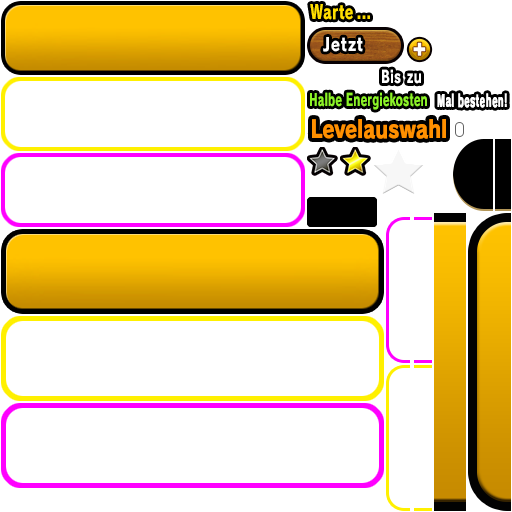 Warte ...
Jetzt
Bis zu
Halbe Energiekosten
Mal bestehen!
Levelauswahl